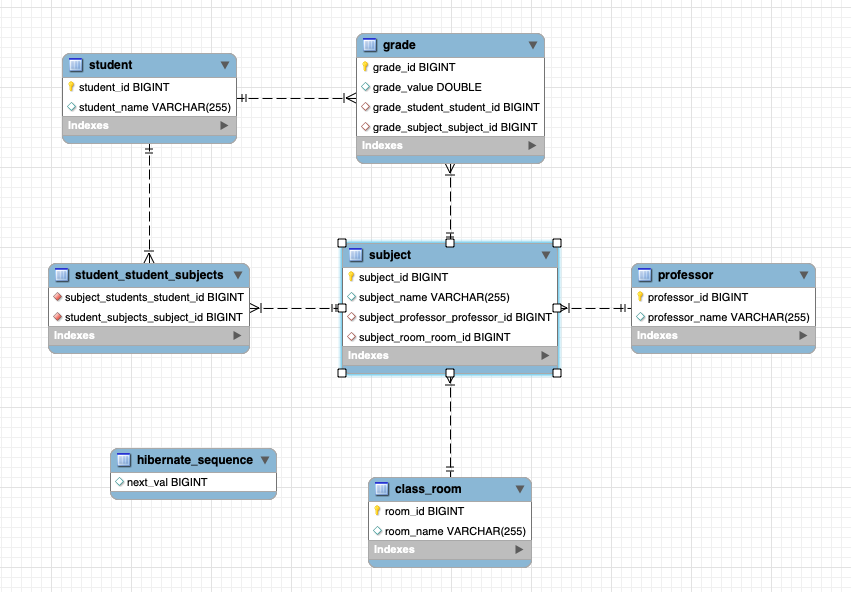 student
student_id BIGINT
student_name VARCHAR(255)
Indexes
grade
grade_id BIGINT
grade_value DOUBLE
grade_student_student_id BIGINT
grade_subject_subject_id BIGINT
Indexes
student_student_subjects
subject_students_student_id BIGINT
student_subjects_subject_id BIGINT
Indexes
subject
subject_id BIGINT
subject_name VARCHAR(255)
subject_professor_professor_id BIGINT
subject_room_room_id BIGINT
Indexes
professor
professor_id BIGINT
professor_name VARCHAR(255)
Indexes
hibernate_sequence
next_val BIGINT
class_room
room_id BIGINT
room_name VARCHAR(255)
Indexes